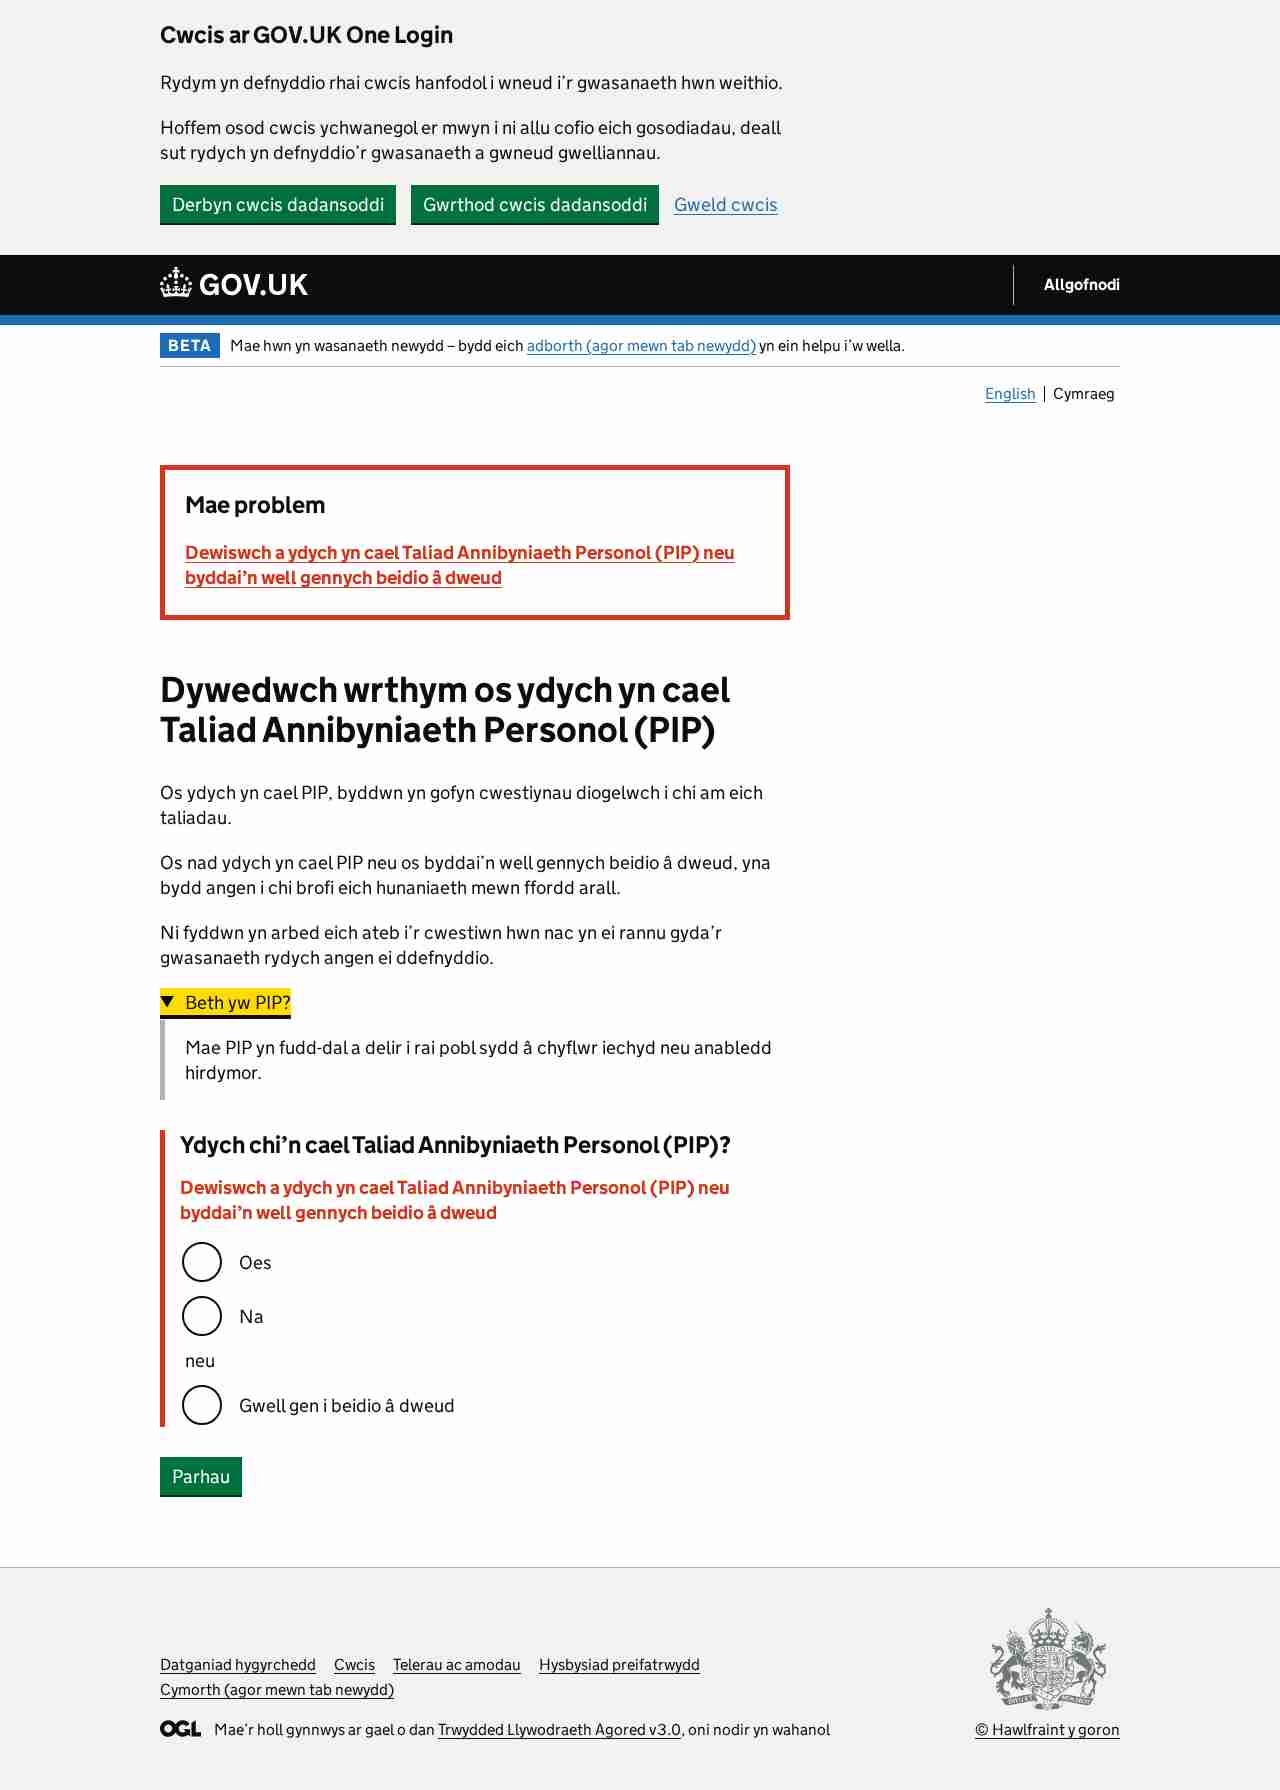 Cwcis ar GOV.UK One Login
Rydym yn defnyddio rhai cwcis hanfodol i wneud i’r gwasanaeth hwn weithio.
Hoffem osod cwcis ychwanegol er mwyn i ni allu cofio eich gosodiadau, deall
sut rydych yn defnyddio’r gwasanaeth a gwneud gwelliannau.
Derbyn cwcis dadansoddi Gwrthod cwcis dadansoddi Gweld cwcis
GOV.UK Allgofnodi
BETA Mae hwn yn wasanaeth newydd – bydd eich adborth (agor mewn tab newydd) yn ein helpu i’w wella.
English Cymraeg
Mae problem
Dewiswch a ydych yn cael Taliad Annibyniaeth Personol (PIP) neu
byddai’n well gennych beidio â dweud
Dywedwch wrthym os ydych yn cael
Taliad Annibyniaeth Personol (PIP)
Os ydych yn cael PIP, byddwn yn gofyn cwestiynau diogelwch i chi am eich
taliadau.
Os nad ydych yn cael PIP neu os byddai’n well gennych beidio â dweud, yna
bydd angen i chi brofi eich hunaniaeth mewn ffordd arall.
Ni fyddwn yn arbed eich ateb i’r cwestiwn hwn nac yn ei rannu gyda’r
gwasanaeth rydych angen ei ddefnyddio.
Beth yw PIP?
Mae PIP yn fudd-dal a delir i rai pobl sydd â chyflwr iechyd neu anabledd
hirdymor.
Ydych chi’n cael Taliad Annibyniaeth Personol (PIP)?
Dewiswch a ydych yn cael Taliad Annibyniaeth Personol (PIP) neu
byddai’n well gennych beidio â dweud
Oes
Na
neu
Gwell gen i beidio â dweud
Parhau
Datganiad hygyrchedd Cwcis Telerau ac amodau Hysbysiad preifatrwydd
Cymorth (agor mewn tab newydd)
OGL Mae’r holl gynnwys ar gael o dan Trwydded Llywodraeth Agored v3.0, oni nodir yn wahanol
© Hawlfraint y goron